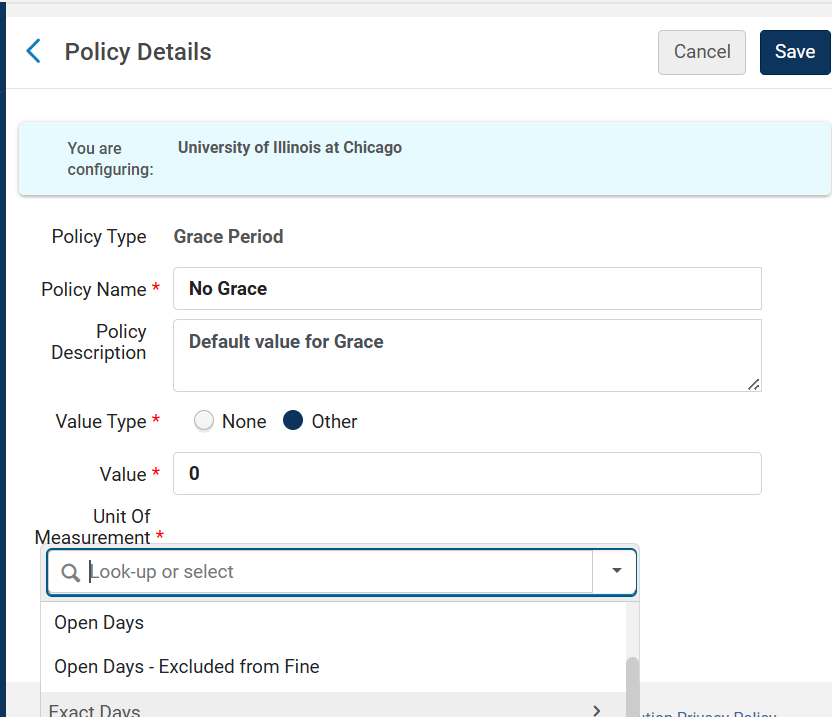 Policy Details
Cancel
Save
You are
configuring:
University of Illinois at Chicago
Policy Type
Grace Period
Policy Name *
No Grace
Policy
Description
Default value for Grace
Value Type *
None
Other
Value *
0
Unit Of
Measurement *
Look-up or select
Open Days
Open Days - Excluded from Fine
Exact Days
Privacy Policy